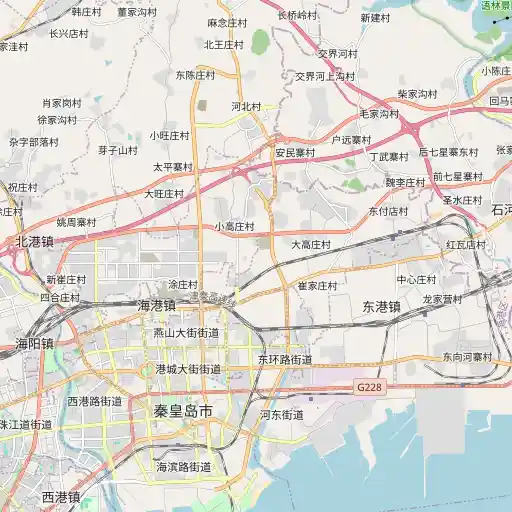 韩庄村
董家沟村
麻念庄村
长桥岭村
新建村
语林景
长兴店村
北王庄村
交界河村
家洼村
东陈庄村
交界河上沟村
小陈庄
柴家沟村
回马寨
肖家岗村
河北村
毛家沟村
徐家沟村
小旺庄村
户远寨村
杂字部落村
芽子山村
安民寨村
丁武寨村
后七星寨东村
张家
太平寨村
前七星寨村
祝庄村
大旺庄村
魏李庄村
圣水庄村
庄村
东付店村
石河
姚周寨村
小高庄村
北港镇
大高庄村
红瓦店村
新崔庄村
涂庄村
崔家庄村
中心庄村
四合庄村
津秦高速线
海港镇
东港镇
龙家营村
燕山大街街道
海阳镇
东环路街道
东向河寨村
港城大街街道
G228
西港路街道
秦皇岛市
河东街道
珠江道街道
海滨路街道
西港镇